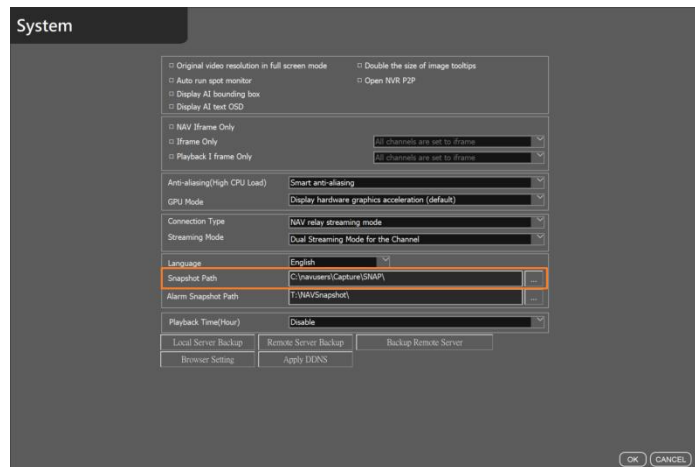 System
Original video resolution in full screen mode
Double the size of image tooltips
Auto run spot monitor
Open NVR P2P
Display AI bounding box
Display AI text OSD
NAV Iframe Only
Iframe Only
All channels are set to iframe
Playback I frame Only
All channels are set to iframe
Anti-aliasing(High CPU Load)
Smart anti-aliasing
GPU Mode
Display hardware graphics acceleration (default)
Connection Type
NAV relay streaming mode
Streaming Mode
Dual Streaming Mode for the Channel
Language
English
Snapshot Path
C:\navusers\Capture\SNAP\
...
Alarm Snapshot Path
T:\NAVSnapshot\
...
Playback Time(Hour)
Disable
Local Server Backup
Remote Server Backup
Backup Remote Server
Browser Setting
Apply DDNS
OK
CANCEL